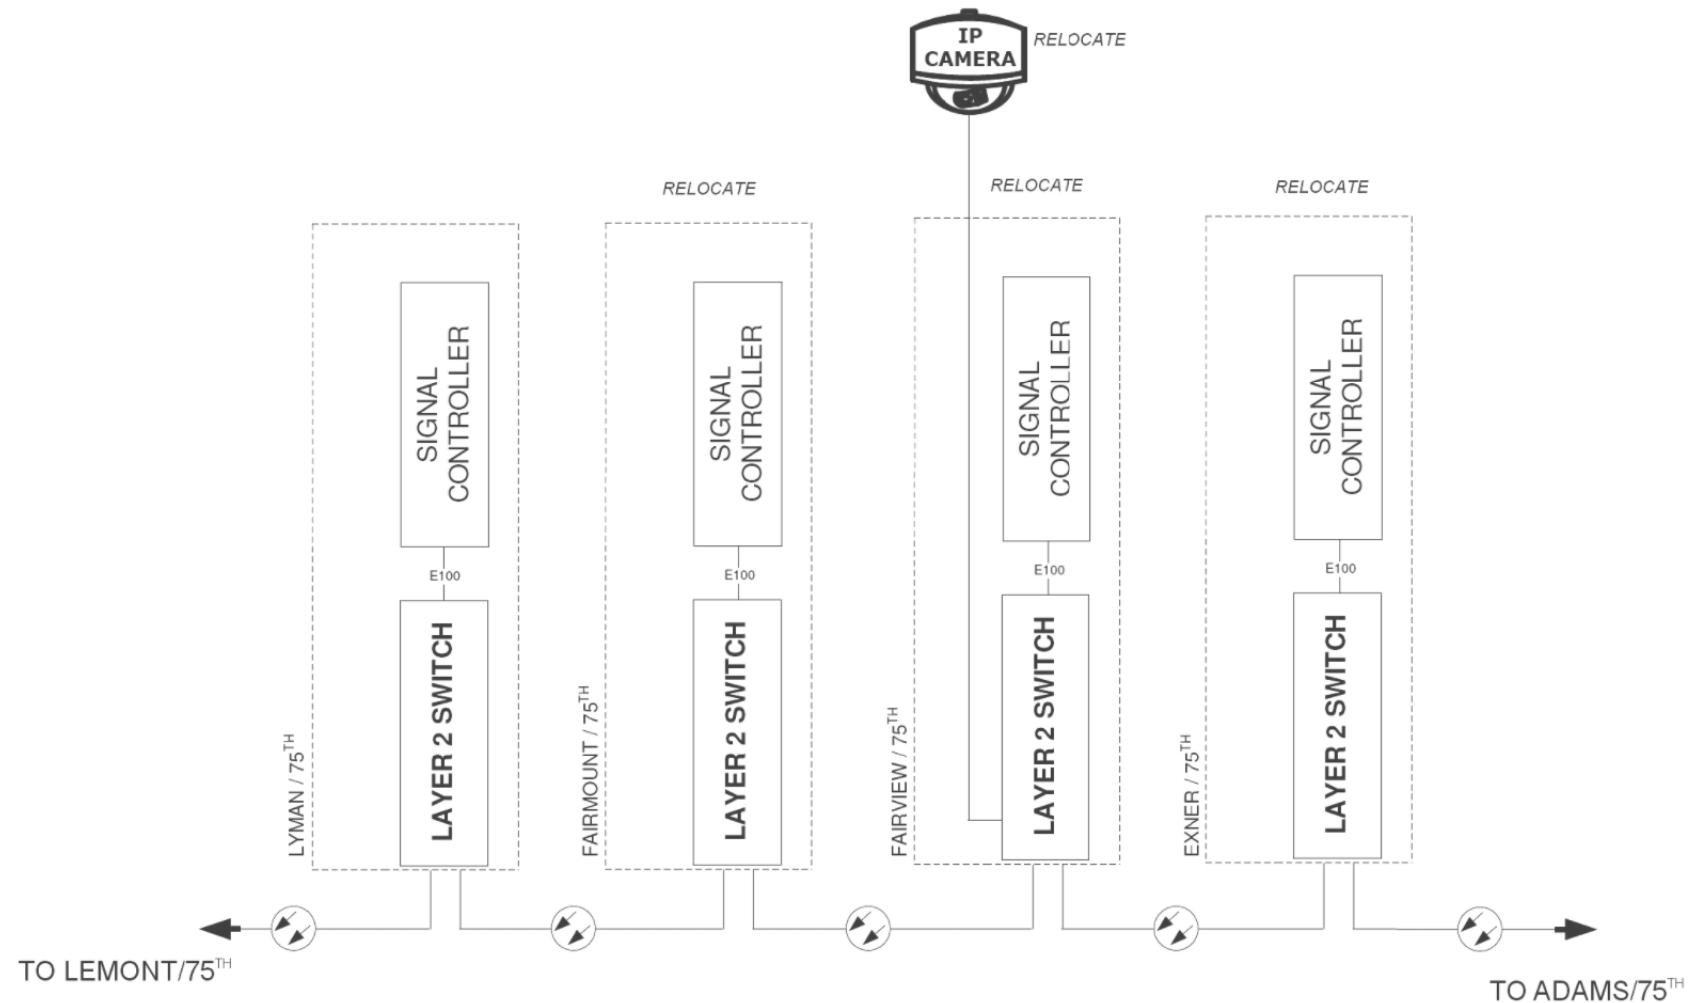 IP
CAMERA
RELOCATE
RELOCATE
RELOCATE
RELOCATE
SIGNAL
CONTROLLER
E100
LAYER 2 SWITCH
LYMAN / 75TH
SIGNAL
CONTROLLER
E100
LAYER 2 SWITCH
FAIRMOUNT / 75TH
SIGNAL
CONTROLLER
E100
LAYER 2 SWITCH
FAIRVIEW / 75TH
SIGNAL
CONTROLLER
E100
LAYER 2 SWITCH
EXNER / 75TH
TO LEMONT/75TH
TO ADAMS/75TH